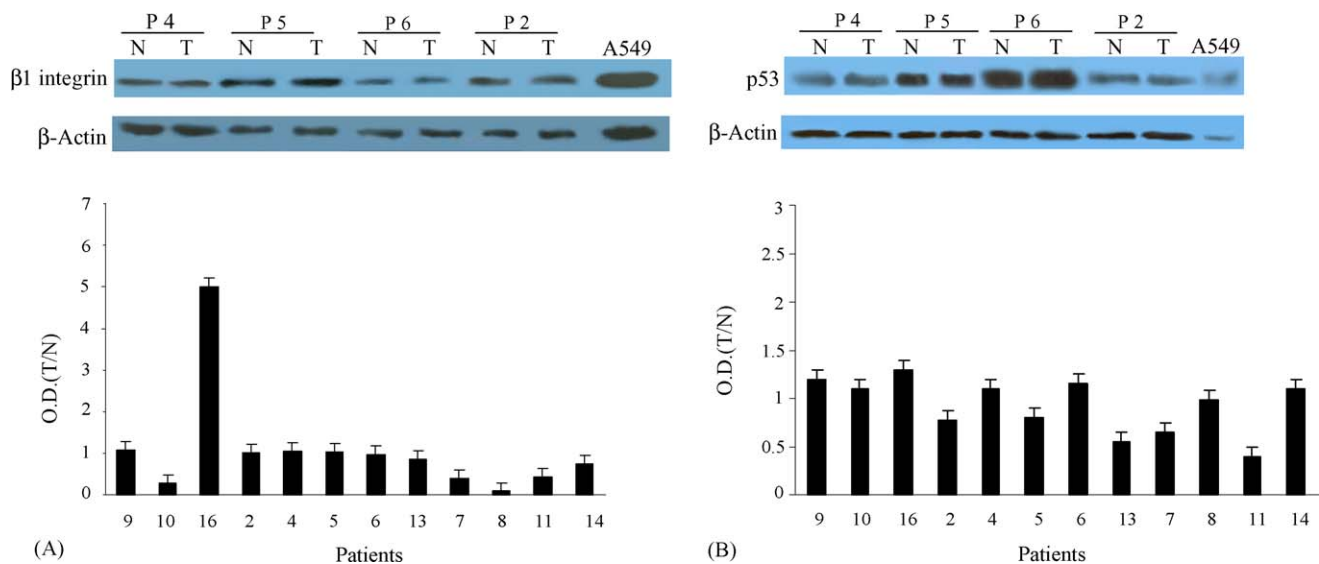 P 4 P 5 P 6 P 2
N T N T N T N T A549
β1 integrin
β-Actin
7
6
5
4
3
2
1
0
O.D.(T/N)
9 10 16 2 4 5 6 13 7 8 11 14
(A) Patients
P 4 P 5 P 6 P 2
N T N T N T N T A549
p53
β-Actin
3
2.5
2
1.5
1
0.5
0
O.D.(T/N)
9 10 16 2 4 5 6 13 7 8 11 14
(B) Patients